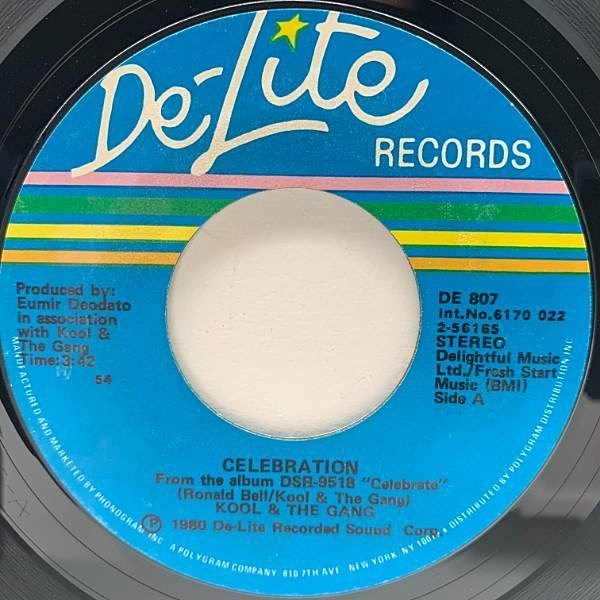 De-Lite
RECORDS
Produced by:
Eumir Deodato
in association
with Kool &
The Gang
Time:3:42
54
DE 807
Int.No.6170 022
2-56165
STEREO
Delightful Music
Ltd./Fresh Start
Music (BMI)
Side A
CELEBRATION
From the album DSR-9518 "Celebrate"
(Ronald Bell/Kool & The Gang)
KOOL & THE GANG
℗ 1980 De-Lite Recorded Sound Corp.
MANUFACTURED AND MARKETED BY PHONOGRAM INC. A POLYGRAM COMPANY 810 7TH AVE NEW YORK, NY 10019 • DISTRIBUTED BY POLYGRAM DISTRIBUTION INC